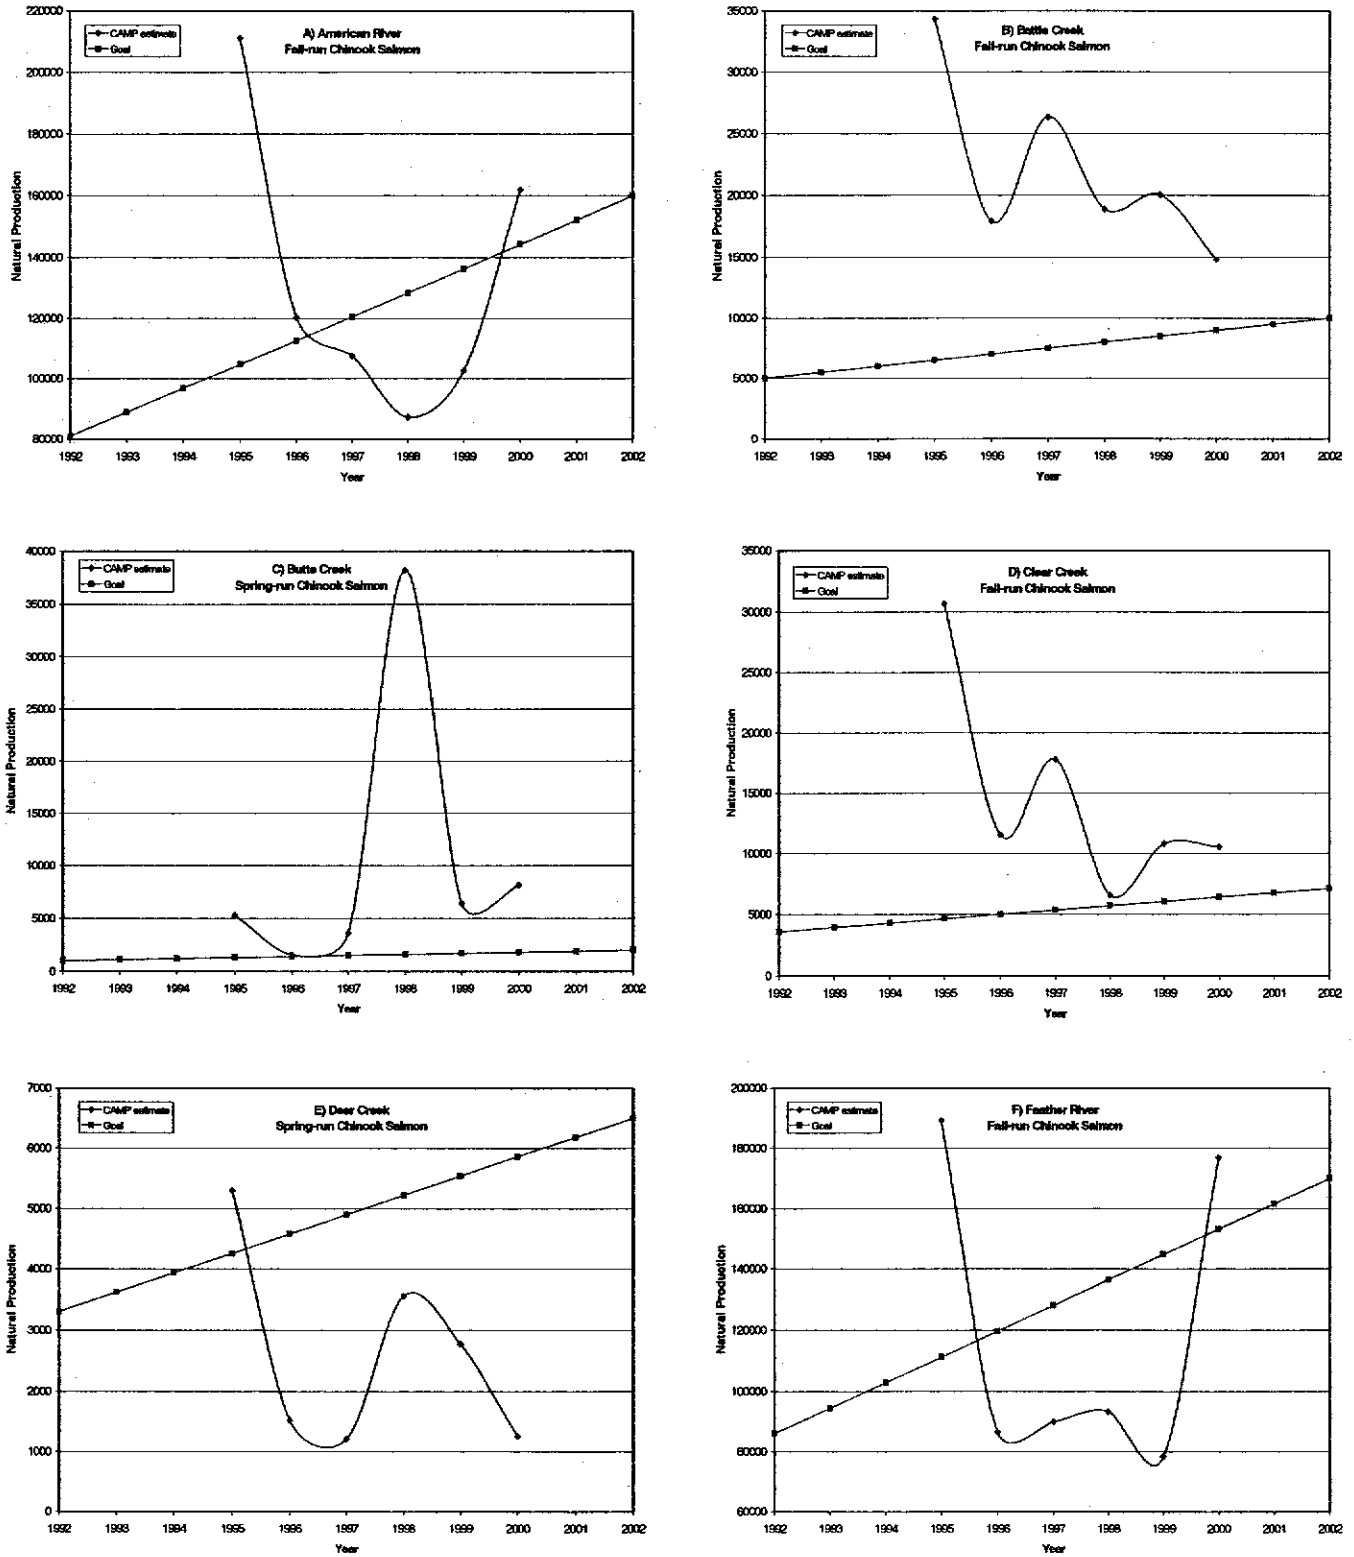 A) American River
Fall-run Chinook Salmon
CAMP estimate
Goal
Natural Production
220000
200000
180000
160000
140000
120000
100000
80000
1992 1993 1994 1995 1996 1997 1998 1999 2000 2001 2002
Year
B) Battle Creek
Fall-run Chinook Salmon
CAMP estimate
Goal
Natural Production
35000
30000
25000
20000
15000
10000
5000
0
1992 1993 1994 1995 1996 1997 1998 1999 2000 2001 2002
Year
C) Butte Creek
Spring-run Chinook Salmon
CAMP estimate
Goal
Natural Production
40000
35000
30000
25000
20000
15000
10000
5000
0
1992 1993 1994 1995 1996 1997 1998 1999 2000 2001 2002
Year
D) Clear Creek
Fall-run Chinook Salmon
CAMP estimate
Goal
Natural Production
35000
30000
25000
20000
15000
10000
5000
0
1992 1993 1994 1995 1996 1997 1998 1999 2000 2001 2002
Year
E) Deer Creek
Spring-run Chinook Salmon
CAMP estimate
Goal
Natural Production
7000
6000
5000
4000
3000
2000
1000
0
1992 1993 1994 1995 1996 1997 1998 1999 2000 2001 2002
Year
F) Feather River
Fall-run Chinook Salmon
CAMP estimate
Goal
Natural Production
200000
180000
160000
140000
120000
100000
80000
60000
1992 1993 1994 1995 1996 1997 1998 1999 2000 2001 2002
Year